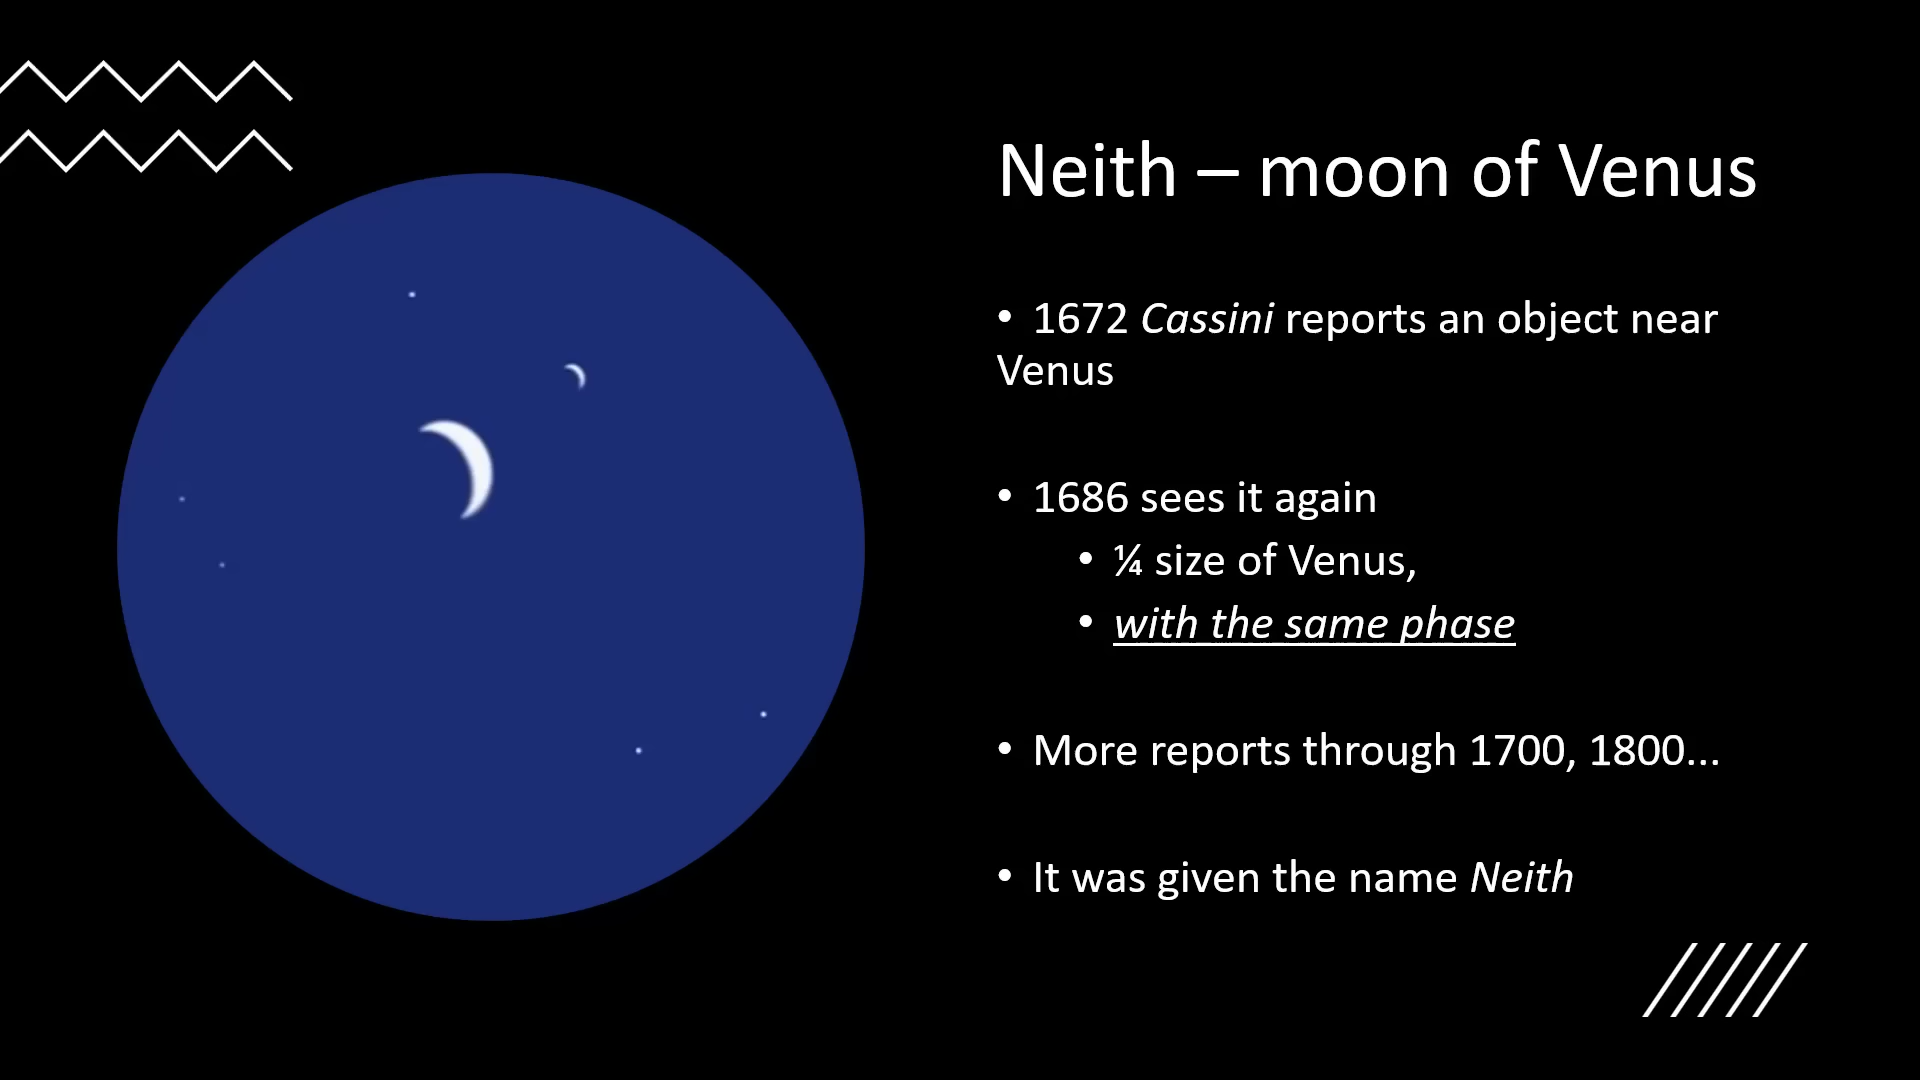 Neith – moon of Venus
• 1672 Cassini reports an object near
Venus
• 1686 sees it again
• ¼ size of Venus,
• with the same phase
• More reports through 1700, 1800...
• It was given the name Neith